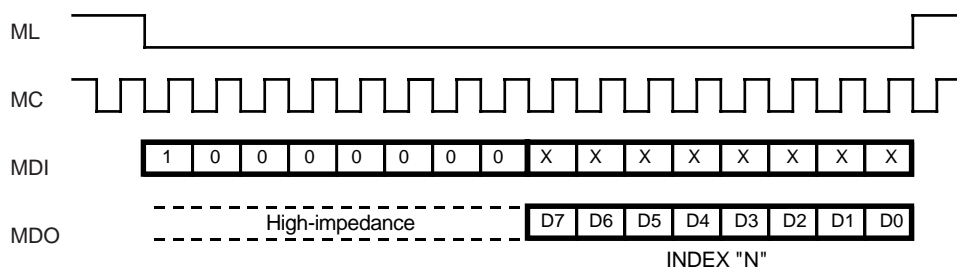 ML
MC
MDI 1 0 0 0 0 0 0 0 X X X X X X X X
MDO High-impedance D7 D6 D5 D4 D3 D2 D1 D0
INDEX "N"